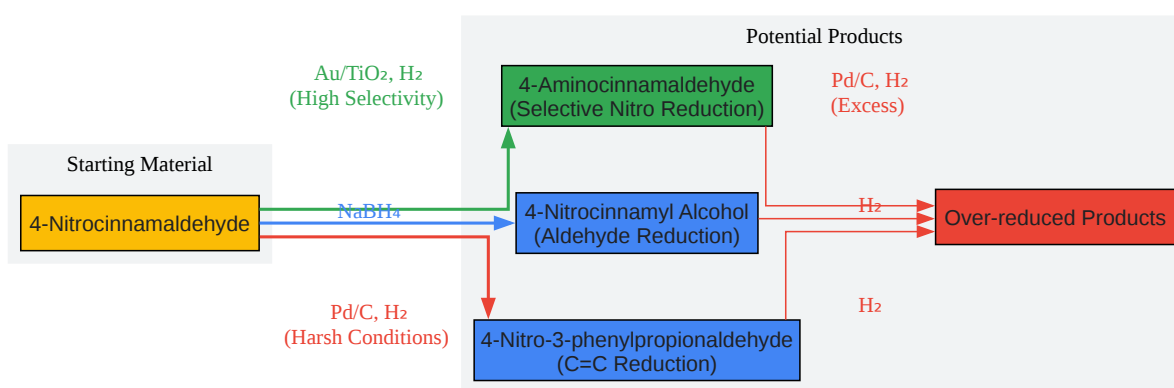 Potential Products
Au/TiO₂, H₂
(High Selectivity)
4-Aminocinnamaldehyde
(Selective Nitro Reduction)
Pd/C, H₂
(Excess)
Starting Material
4-Nitrocinnamaldehyde
NaBH₄
4-Nitrocinnamyl Alcohol
(Aldehyde Reduction)
H₂
Over-reduced Products
Pd/C, H₂
(Harsh Conditions)
4-Nitro-3-phenylpropionaldehyde
(C=C Reduction)
H₂